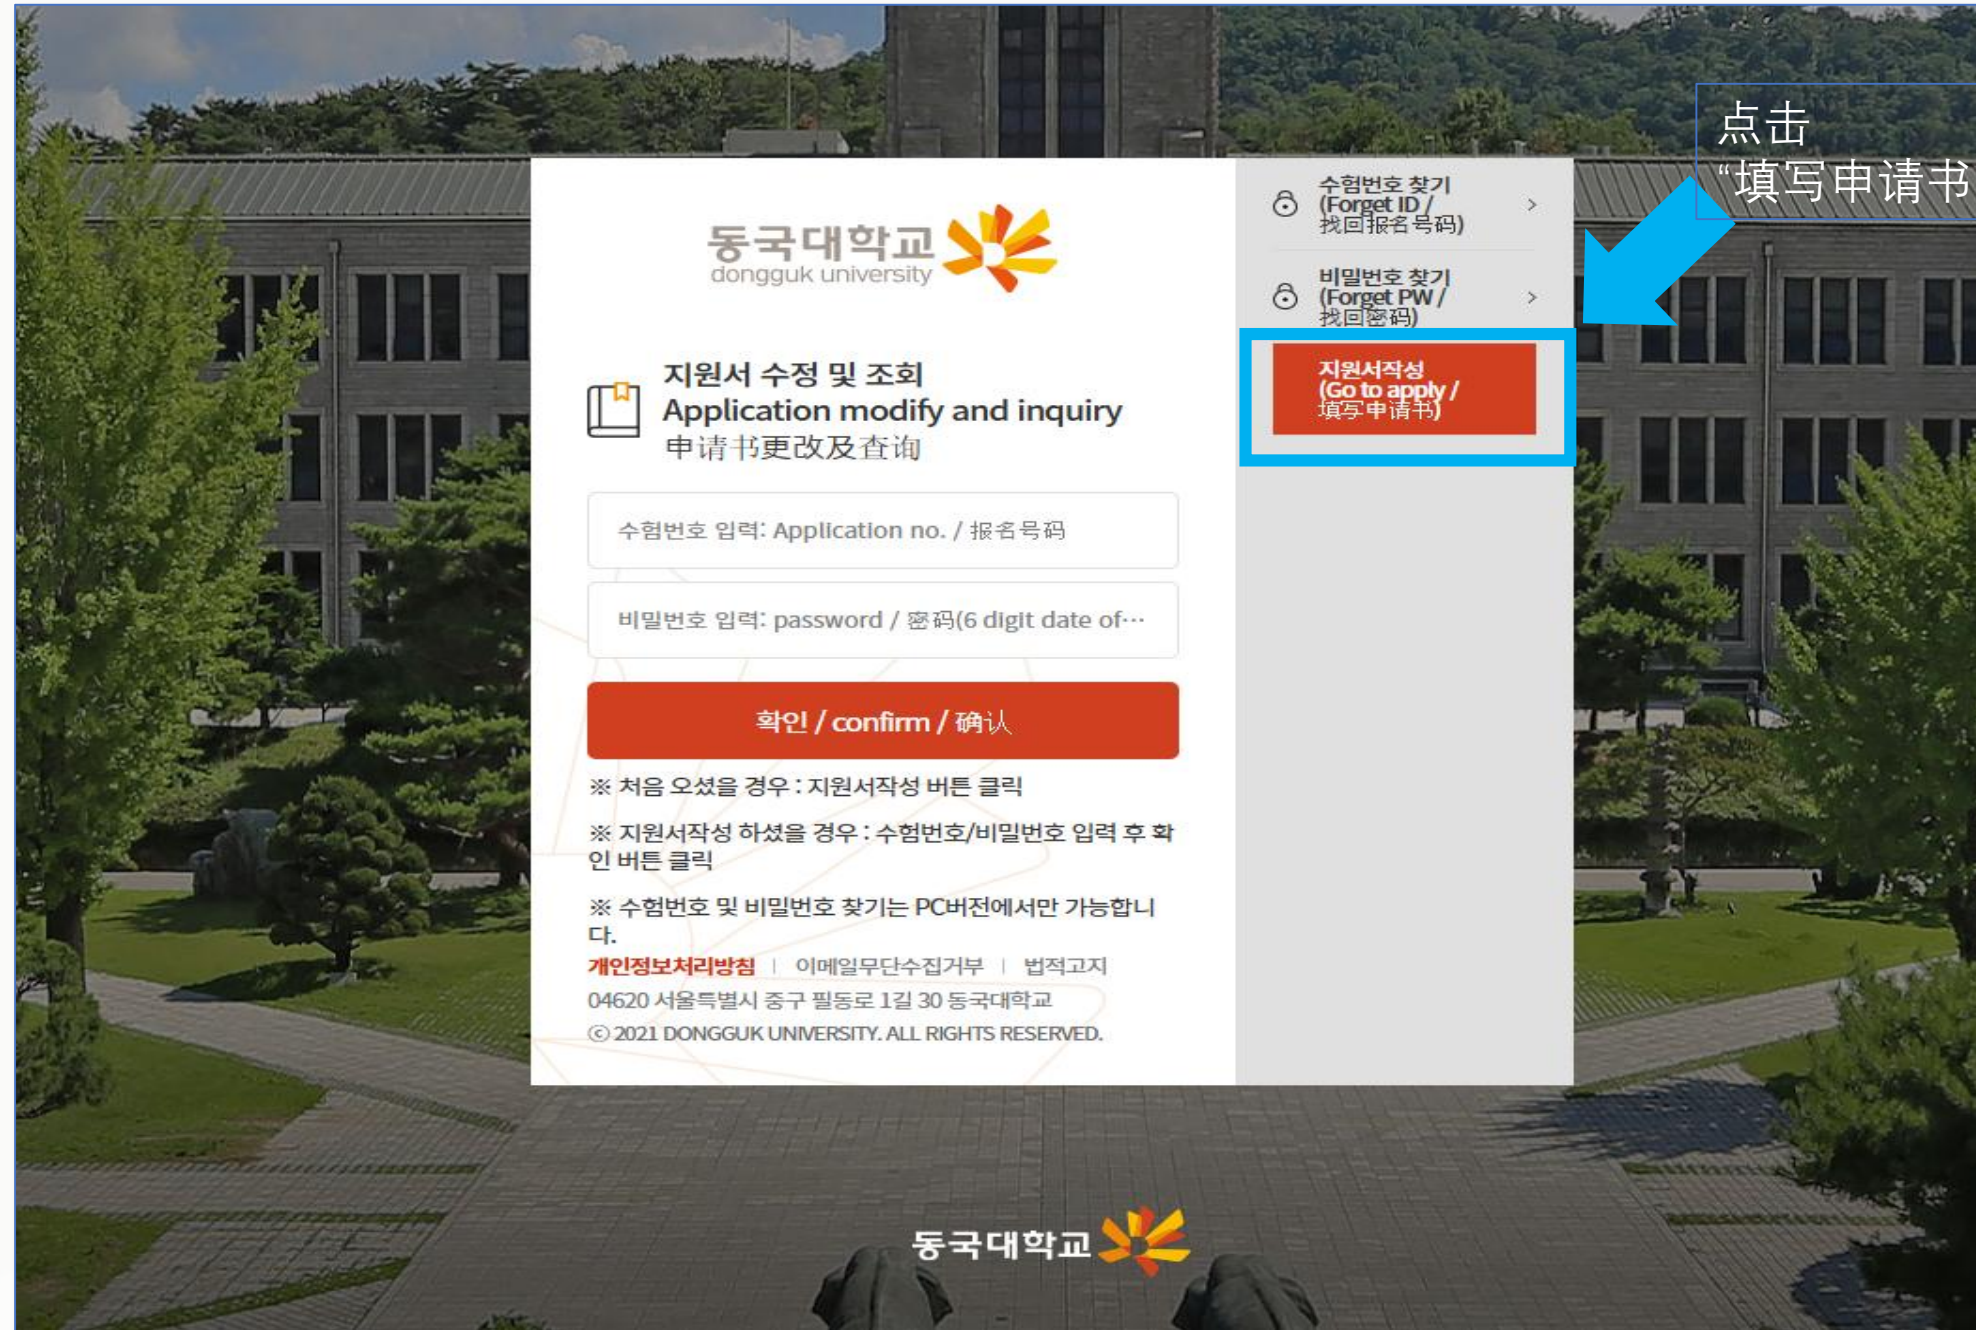 点击
“填写申请书
동국대학교
dongguk university
수험번호 찾기
(Forget ID /
找回报名号码)
비밀번호 찾기
(Forget PW /
找回密码)
지원서작성
(Go to apply /
填写申请书)
지원서 수정 및 조회
Application modify and inquiry
申请书更改及查询
수험번호 입력: Application no. / 报名号码
비밀번호 입력: password / 密码(6 digit date of…
확인 / confirm / 确认
※ 처음 오셨을 경우 : 지원서작성 버튼 클릭
※ 지원서작성 하셨을 경우 : 수험번호/비밀번호 입력 후 확
인 버튼 클릭
※ 수험번호 및 비밀번호 찾기는 PC버전에서만 가능합니
다.
개인정보처리방침 | 이메일무단수집거부 | 법적고지
04620 서울특별시 중구 필동로 1길 30 동국대학교
ⓒ 2021 DONGGUK UNIVERSITY. ALL RIGHTS RESERVED.
동국대학교